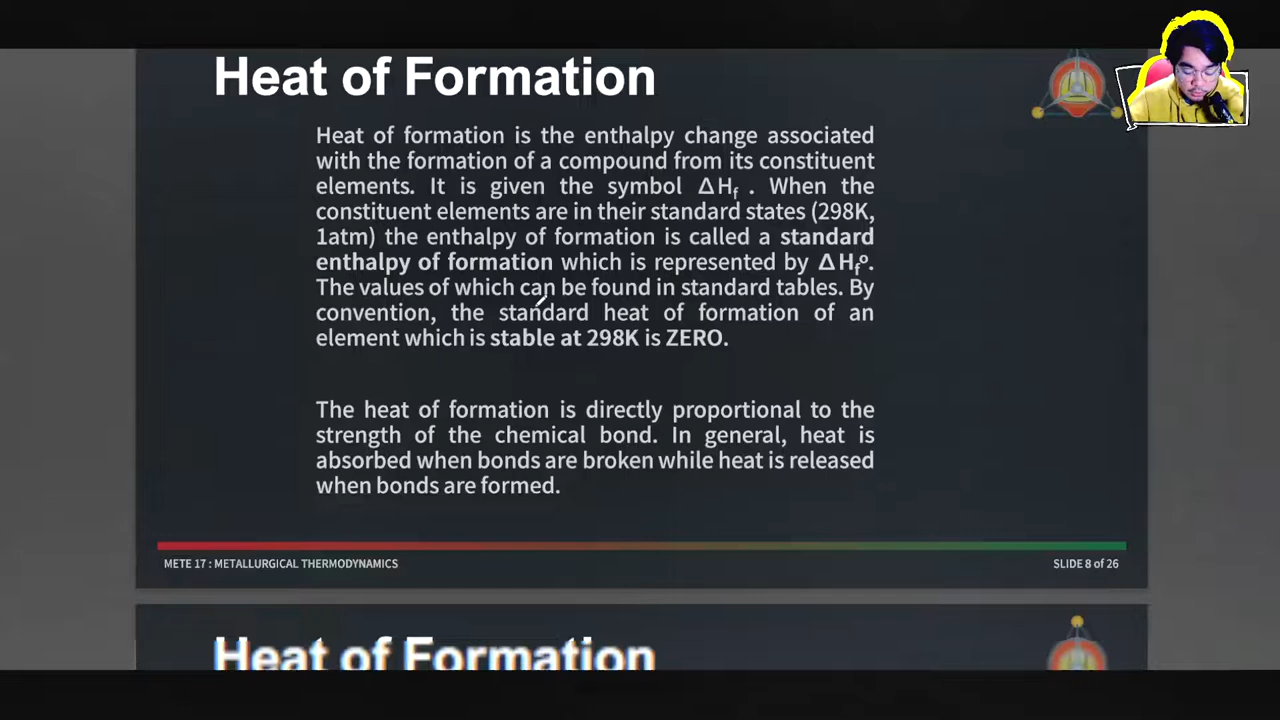 Heat of Formation
Heat of formation is the enthalpy change associated
with the formation of a compound from its constituent
elements. It is given the symbol ΔHf . When the
constituent elements are in their standard states (298K,
1atm) the enthalpy of formation is called a standard
enthalpy of formation which is represented by ΔHfº.
The values of which can be found in standard tables. By
convention, the standard heat of formation of an
element which is stable at 298K is ZERO.
The heat of formation is directly proportional to the
strength of the chemical bond. In general, heat is
absorbed when bonds are broken while heat is released
when bonds are formed.
METE 17 : METALLURGICAL THERMODYNAMICS
SLIDE 8 of 26
Heat of Formation